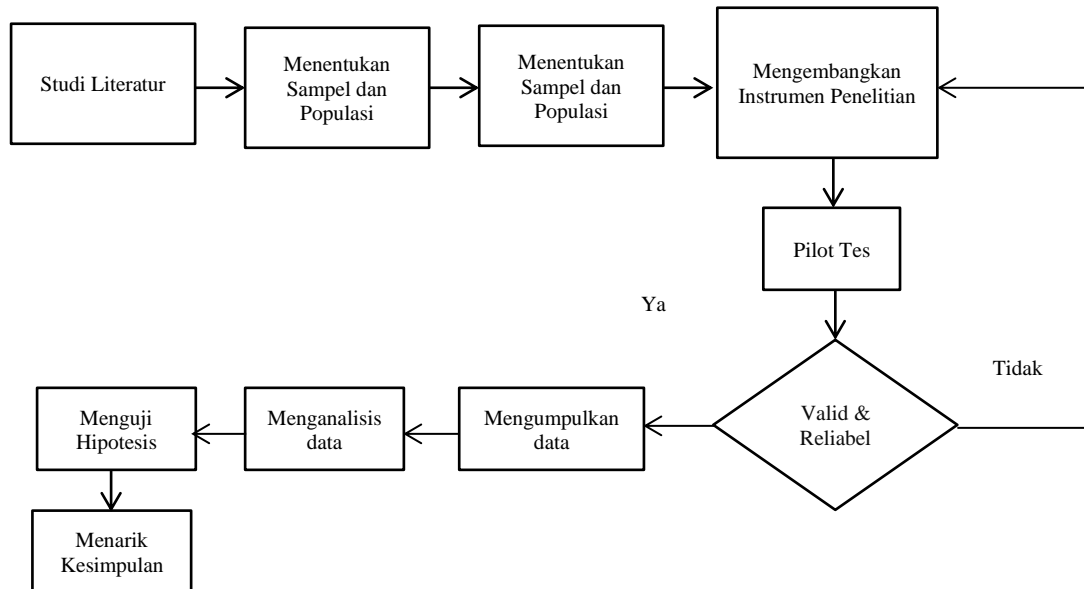 Studi Literatur
Menentukan
Sampel dan
Populasi
Menentukan
Sampel dan
Populasi
Mengembangkan
Instrumen Penelitian
Pilot Tes
Ya
Tidak
Valid &
Reliabel
Mengumpulkan
data
Menganalisis
data
Menguji
Hipotesis
Menarik
Kesimpulan